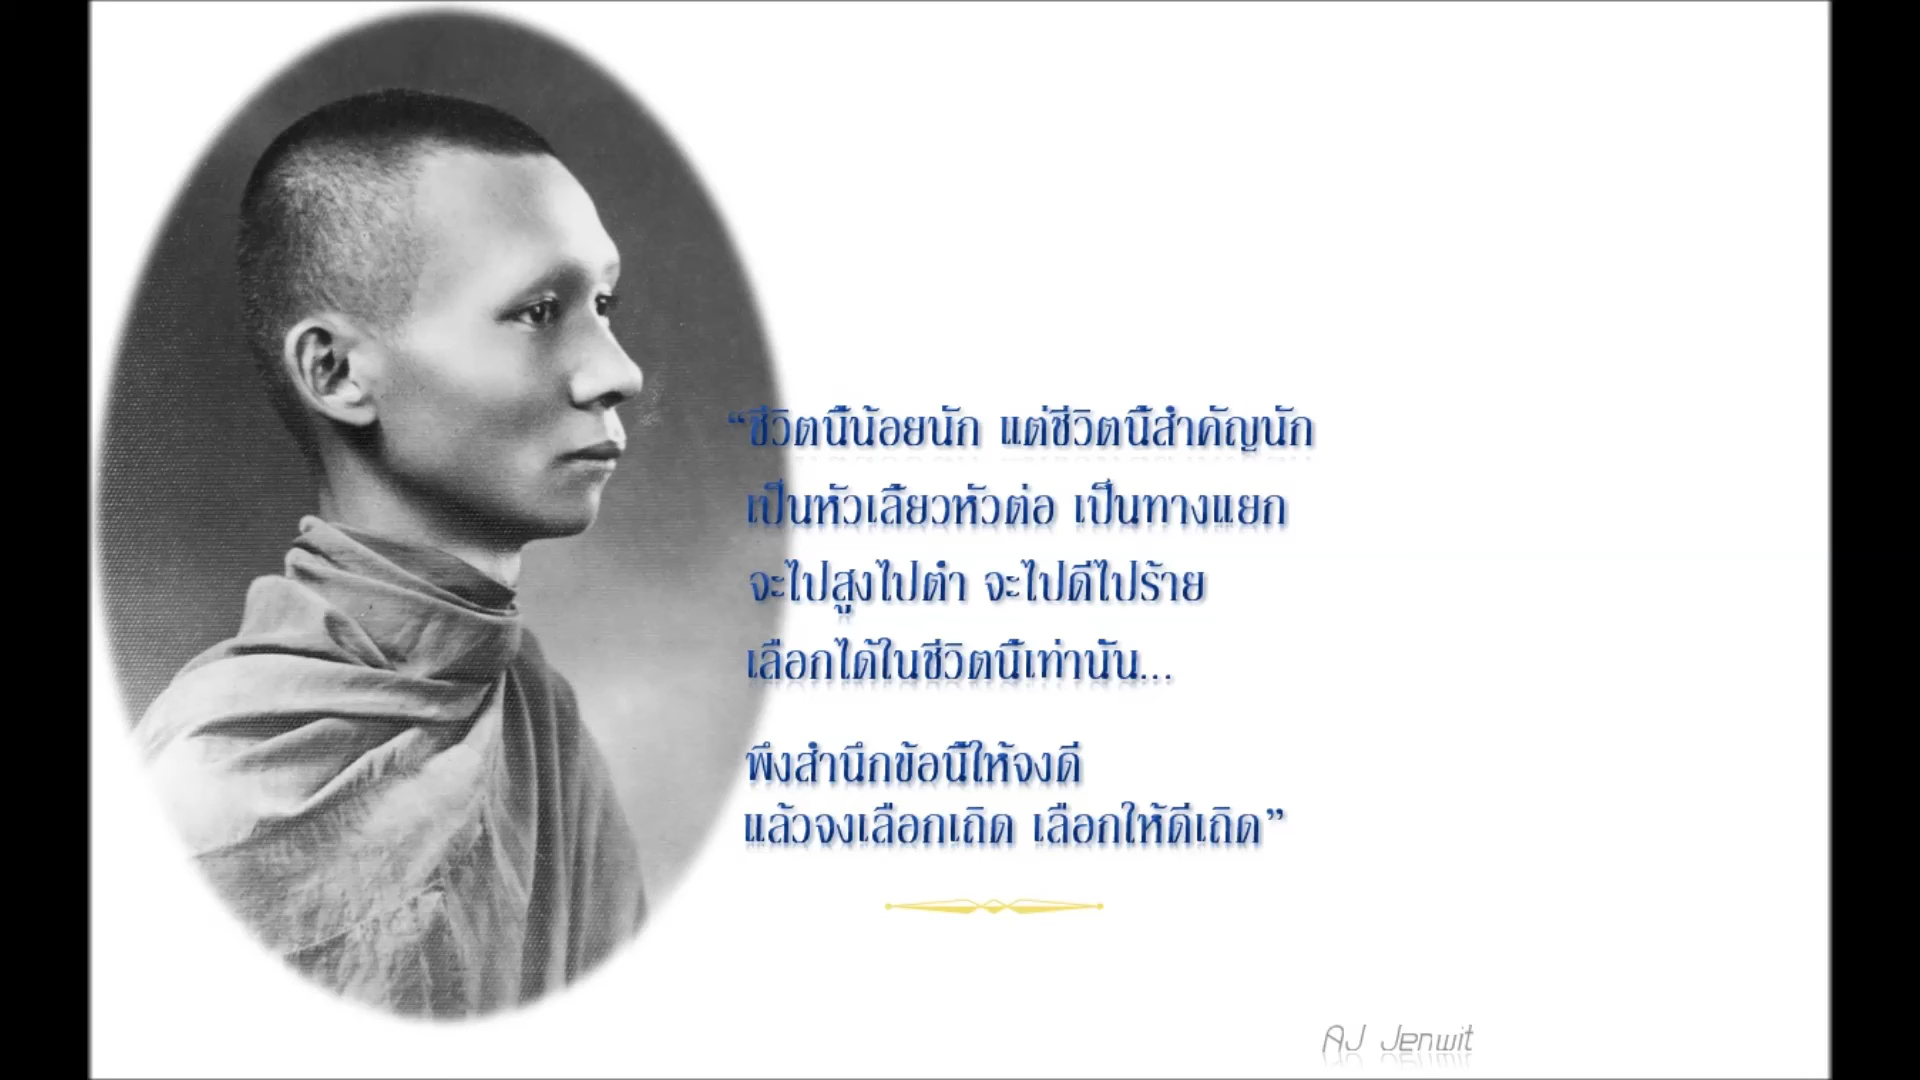 “ชีวิตนี้น้อยนัก แต่ชีวิตนี้สำคัญนัก
เป็นหัวเลี้ยวหัวต่อ เป็นทางแยก
จะไปสูงไปต่ำ จะไปดีไปร้าย
เลือกได้ในชีวิตนี้เท่านั้น...
พึงสำนึกข้อนี้ให้จงดี
แล้วจงเลือกเถิด เลือกให้ดีเถิด”
AJ Jenwit